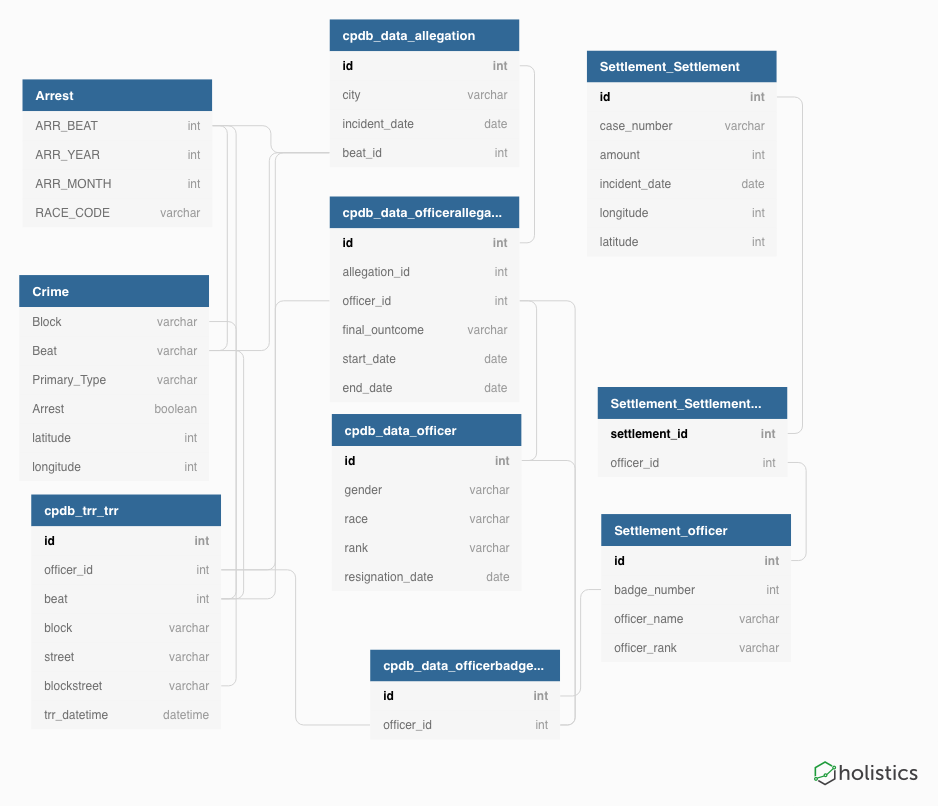 Arrest
ARR_BEAT int
ARR_YEAR int
ARR_MONTH int
RACE_CODE varchar
Crime
Block varchar
Beat varchar
Primary_Type varchar
Arrest boolean
latitude int
longitude int
cpdb_trr_trr
id int
officer_id int
beat int
block varchar
street varchar
blockstreet varchar
trr_datetime datetime
cpdb_data_allegation
id int
city varchar
incident_date date
beat_id int
cpdb_data_officerallega...
id int
allegation_id int
officer_id int
final_ountcome varchar
start_date date
end_date date
cpdb_data_officer
id int
gender varchar
race varchar
rank varchar
resignation_date date
cpdb_data_officerbadge...
id int
officer_id int
Settlement_Settlement
id int
case_number varchar
amount int
incident_date date
longitude int
latitude int
Settlement_Settlement...
settlement_id int
officer_id int
Settlement_officer
id int
badge_number int
officer_name varchar
officer_rank varchar
holistics